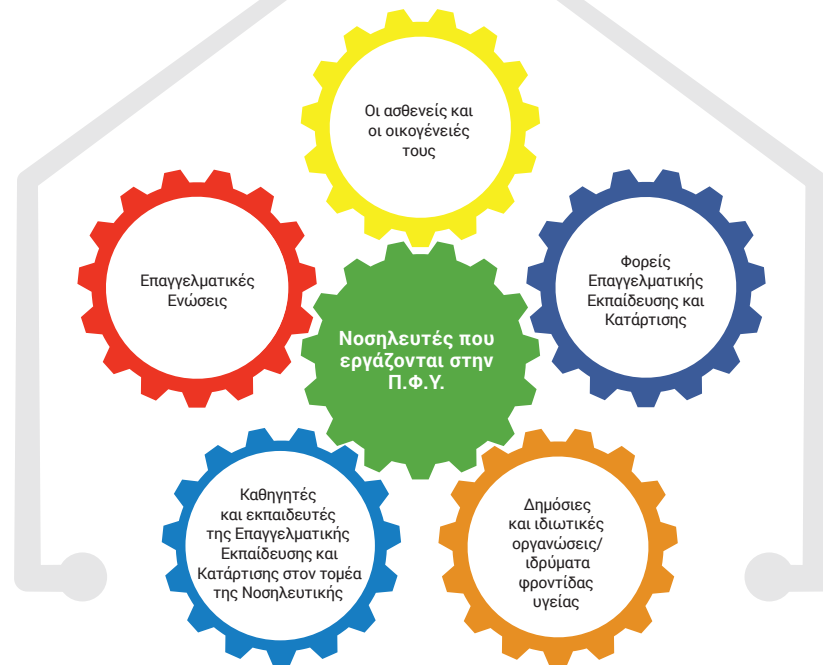 Οι ασθενείς και
οι οικογένειές
τους
Επαγγελματικές
Ενώσεις
Φορείς
Επαγγελματικής
Εκπαίδευσης και
Κατάρτισης
Νοσηλευτές που
εργάζονται στην
Π.Φ.Υ.
Καθηγητές
και εκπαιδευτές
της Επαγγελματικής
Εκπαίδευσης και
Κατάρτισης στον τομέα
της Νοσηλευτικής
Δημόσιες
και ιδιωτικές
οργανώσεις/
ιδρύματα
φροντίδας
υγείας